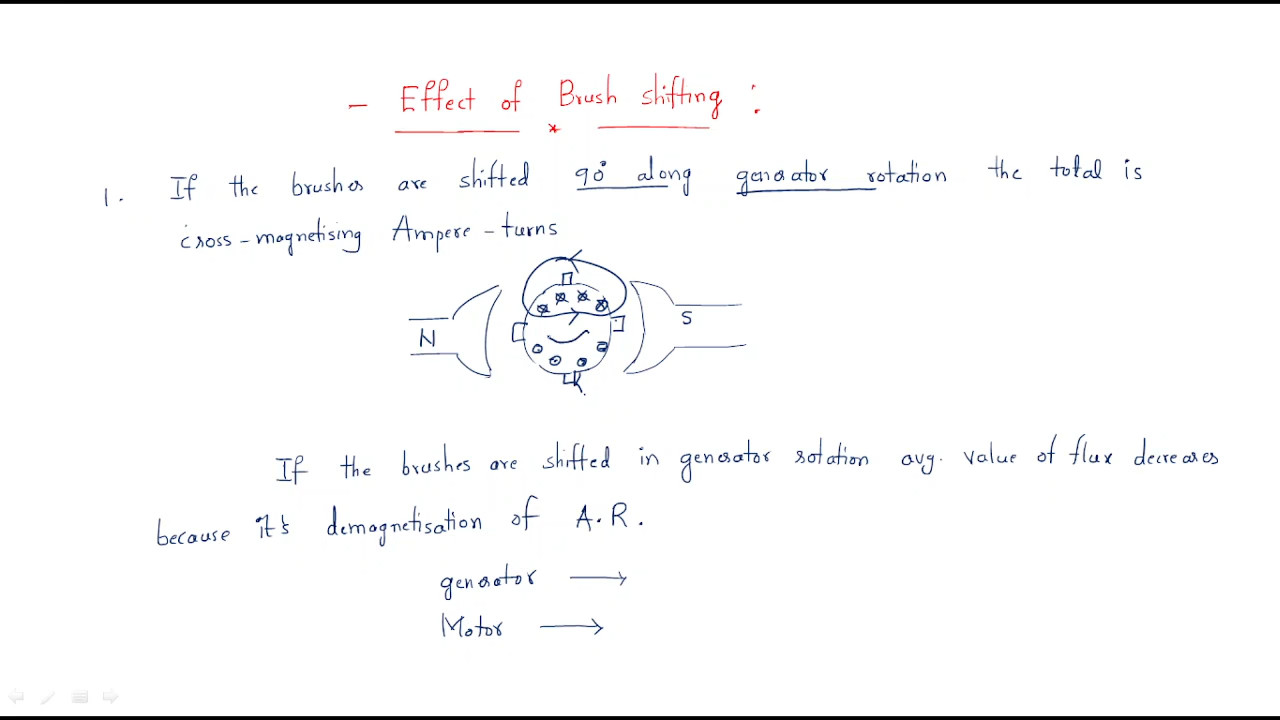 - Effect of Brush shifting :
1. If the brushes are shifted 90° along generator rotation the total is
cross-magnetising Ampere-turns
N
S
If the brushes are shifted in generator rotation avg. value of flux decreases
because it's demagnetisation of A.R.
generator →
Motor →